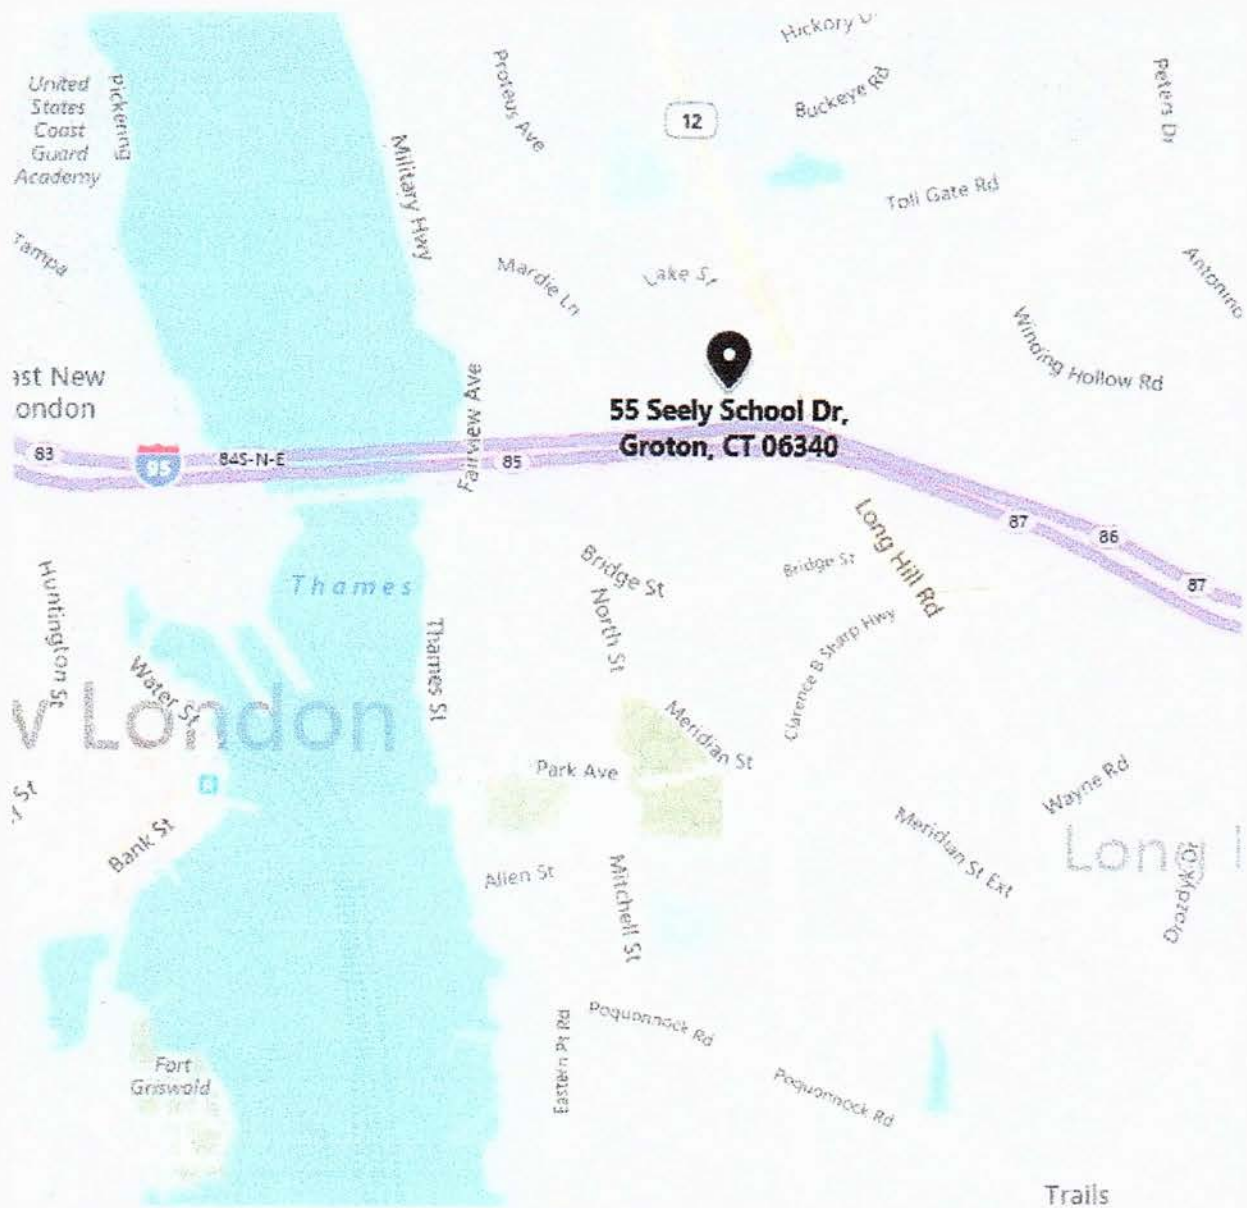 Hickory
Proteus Ave
Buckeye Rd
Peters Dr
United
States
Coast
Guard
Academy
Pickering
12
Military Hwy
Toll Gate Rd
Tampa
Mardie Ln
Lake St
Antonino
Winding Hollow Rd
ast New
ondon
Fairview Ave
55 Seely School Dr,
Groton, CT 06340
83
95
84S-N-E
85
87
86
87
Long Hill Rd
Bridge St
Bridge St
Thames
Huntington St
North St
Clarence B Sharp Hwy
Thames St
Water St
w London
Meridian St
Park Ave
Wayne Rd
St
Bank St
Meridian St Ext
Long
Allen St
Mitchell St
Drozdyk Dr
Poquonnock Rd
Eastern Pt Rd
Fort
Griswold
Poquonnock Rd
Trails